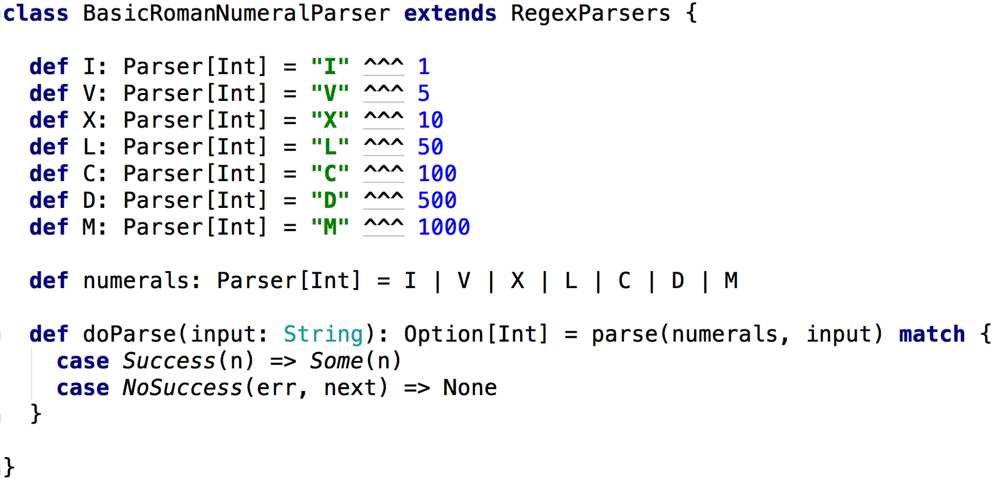 class BasicRomanNumeralParser extends RegexParsers {
def I: Parser[Int] = "I" ^^^ 1
def V: Parser[Int] = "V" ^^^ 5
def X: Parser[Int] = "X" ^^^ 10
def L: Parser[Int] = "L" ^^^ 50
def C: Parser[Int] = "C" ^^^ 100
def D: Parser[Int] = "D" ^^^ 500
def M: Parser[Int] = "M" ^^^ 1000
def numerals: Parser[Int] = I | V | X | L | C | D | M
def doParse(input: String): Option[Int] = parse(numerals, input) match {
case Success(n) => Some(n)
case NoSuccess(err, next) => None
}
}